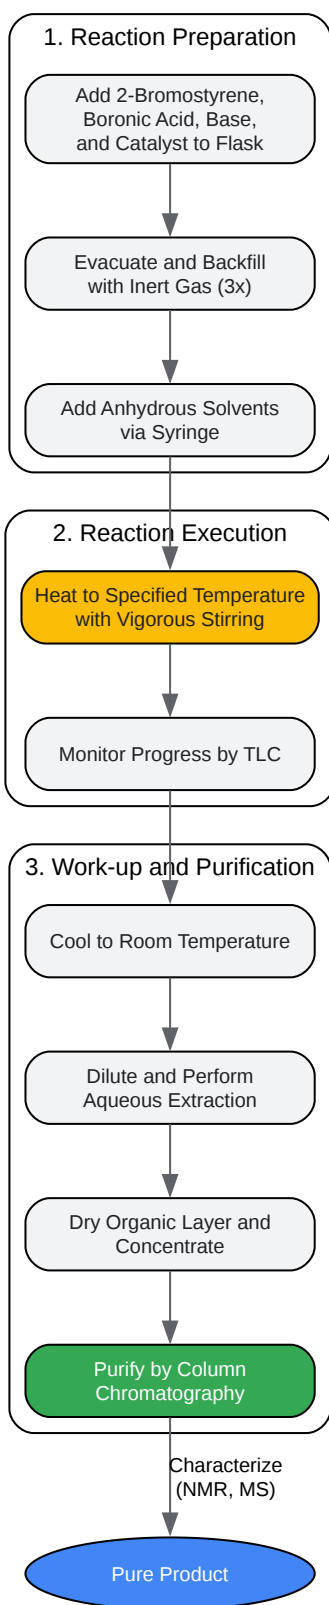 1. Reaction Preparation
Add 2-Bromostyrene,
Boronic Acid, Base,
and Catalyst to Flask
Evacuate and Backfill
with Inert Gas (3x)
Add Anhydrous Solvents
via Syringe
2. Reaction Execution
Heat to Specified Temperature
with Vigorous Stirring
Monitor Progress by TLC
3. Work-up and Purification
Cool to Room Temperature
Dilute and Perform
Aqueous Extraction
Dry Organic Layer and
Concentrate
Purify by Column
Chromatography
Characterize
(NMR, MS)
Pure Product